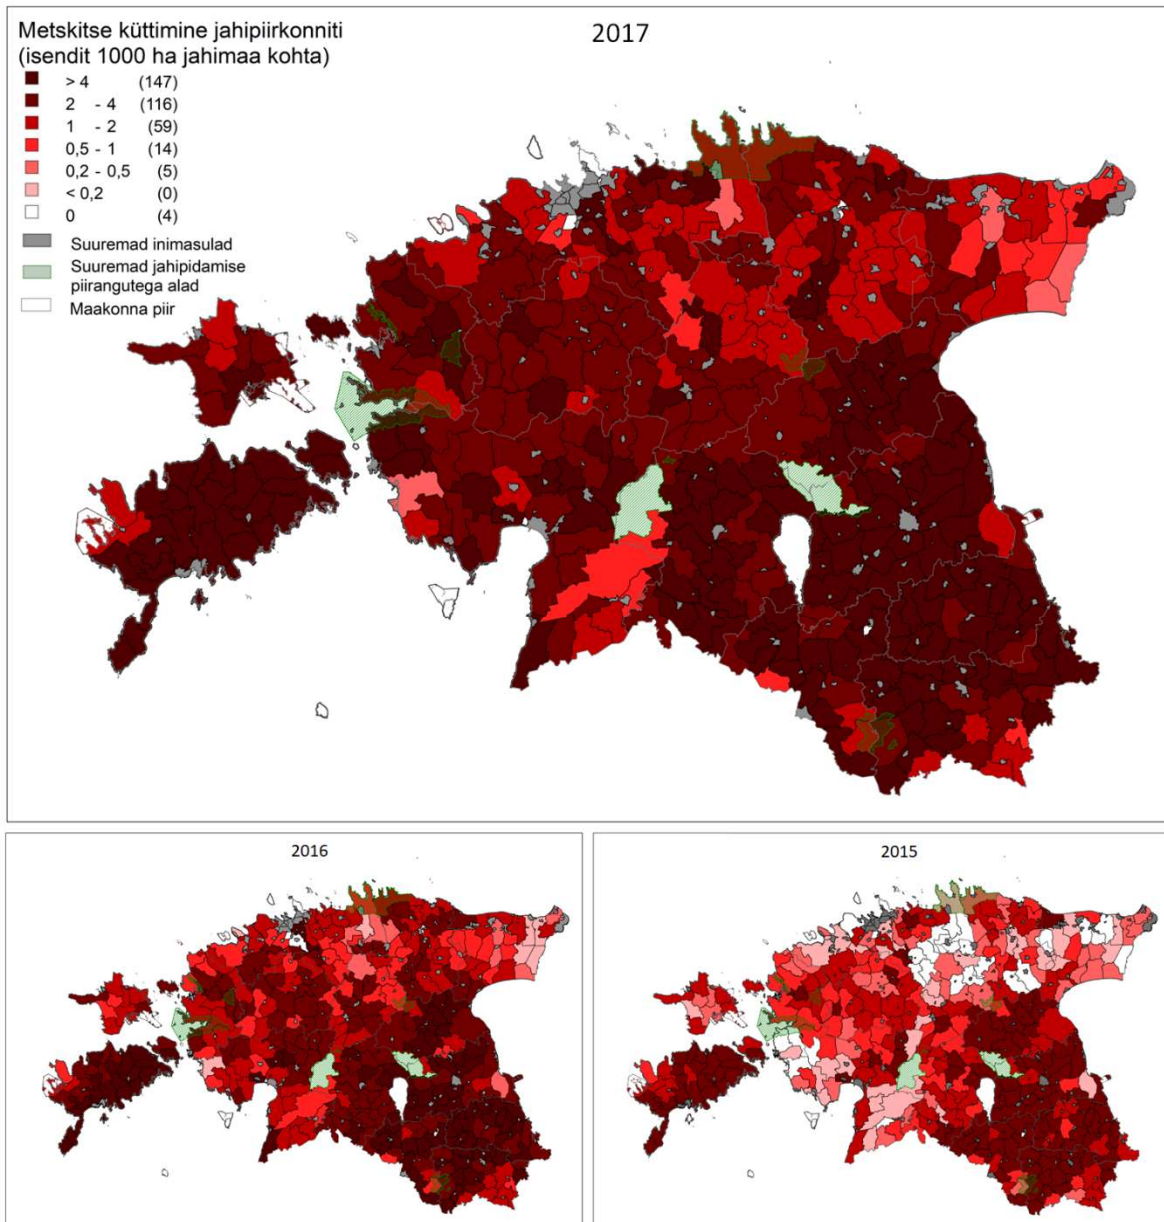 Metskitse küttimine jahipiirkonniti
(isendit 1000 ha jahimaa kohta)
2017
> 4 (147)
2 - 4 (116)
1 - 2 (59)
0,5 - 1 (14)
0,2 - 0,5 (5)
< 0,2 (0)
0 (4)
Suuremad inimasulad
Suuremad jahipidamise
piirangutega alad
Maakonna piir
2016
2015